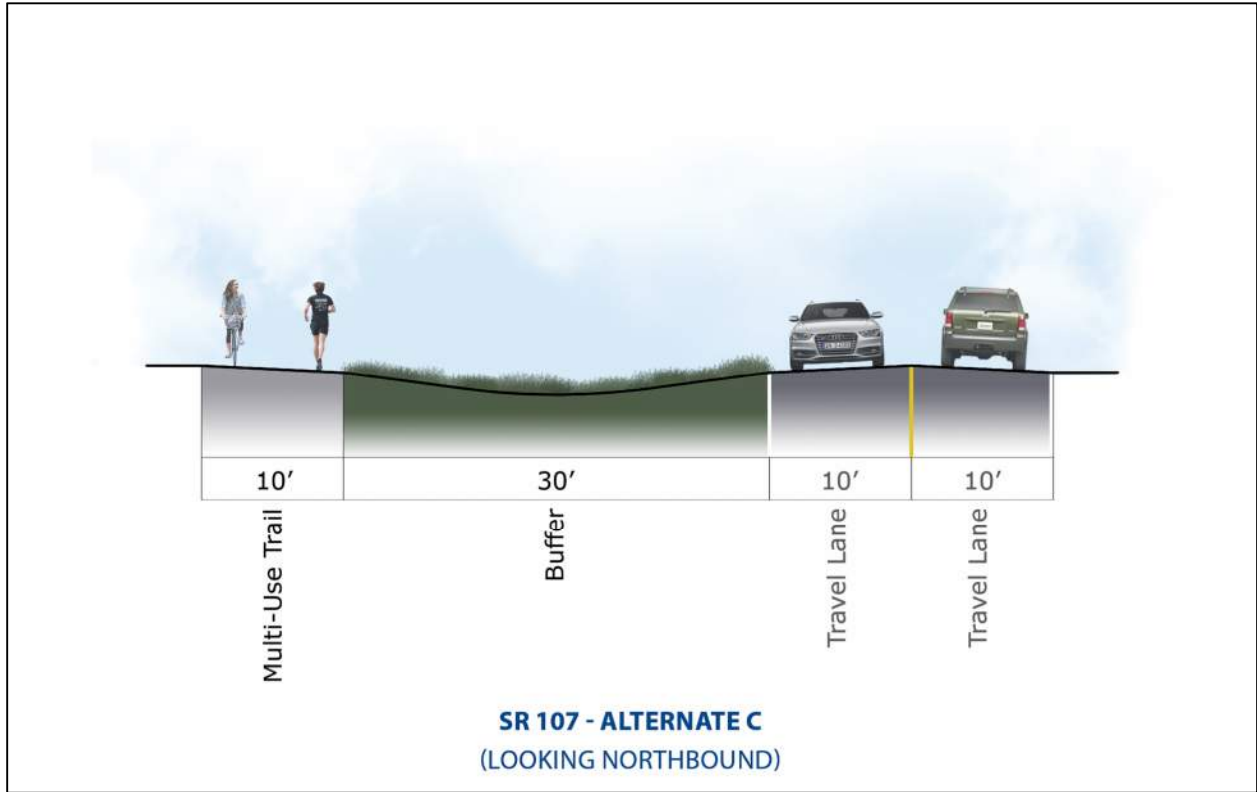 10’
30’
10’
10’
Multi-Use Trail
Buffer
Travel Lane
Travel Lane
SR 107 - ALTERNATE C
(LOOKING NORTHBOUND)